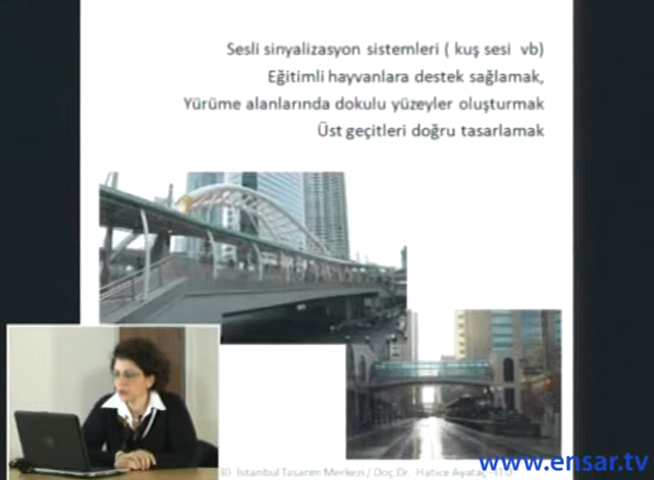 Sesli sinyalizasyon sistemleri ( kuş sesi vb)
Eğitimli hayvanlara destek sağlamak,
Yürüme alanlarında dokulu yüzeyler oluşturmak
Üst geçitleri doğru tasarlamak
İstanbul Tasarım Merkezi / Doç Dr. Hatice Ayataç
www.ensar.tv